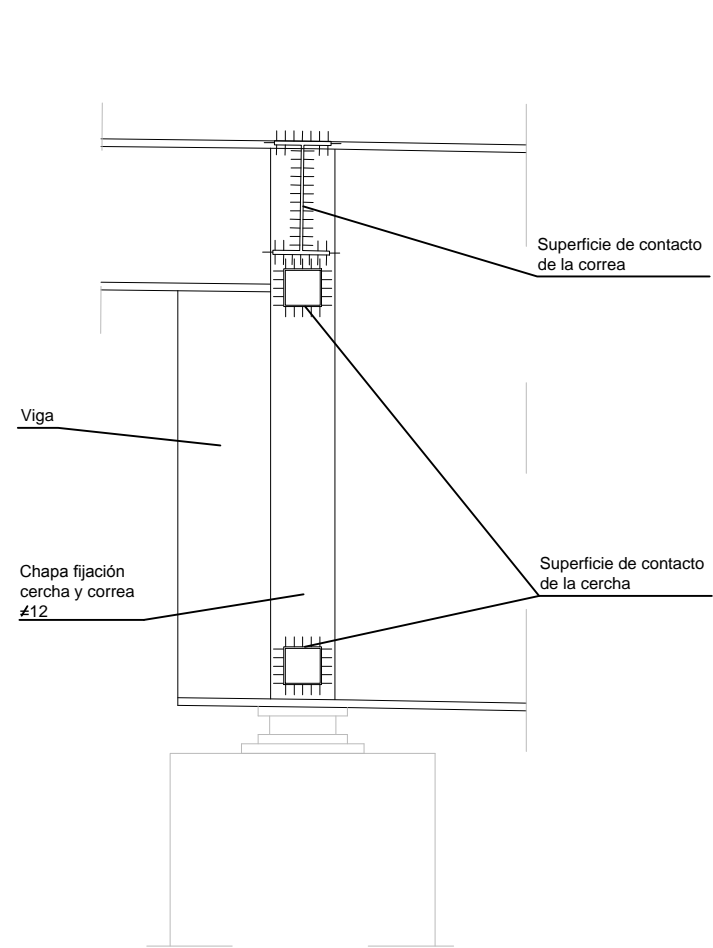 Superficie de contacto
de la correa
Viga
Superficie de contacto
de la cercha
Chapa fijación
cercha y correa
≠12